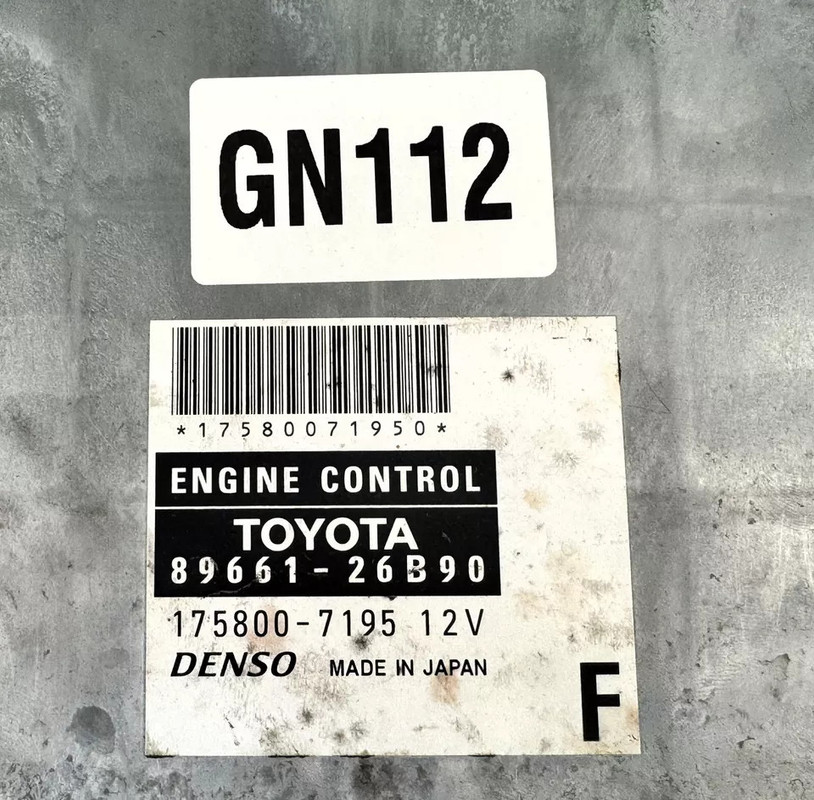 GN112
*17580071950*
ENGINE CONTROL
TOYOTA
89661-26B90
175800-7195 12V
DENSO MADE IN JAPAN
F